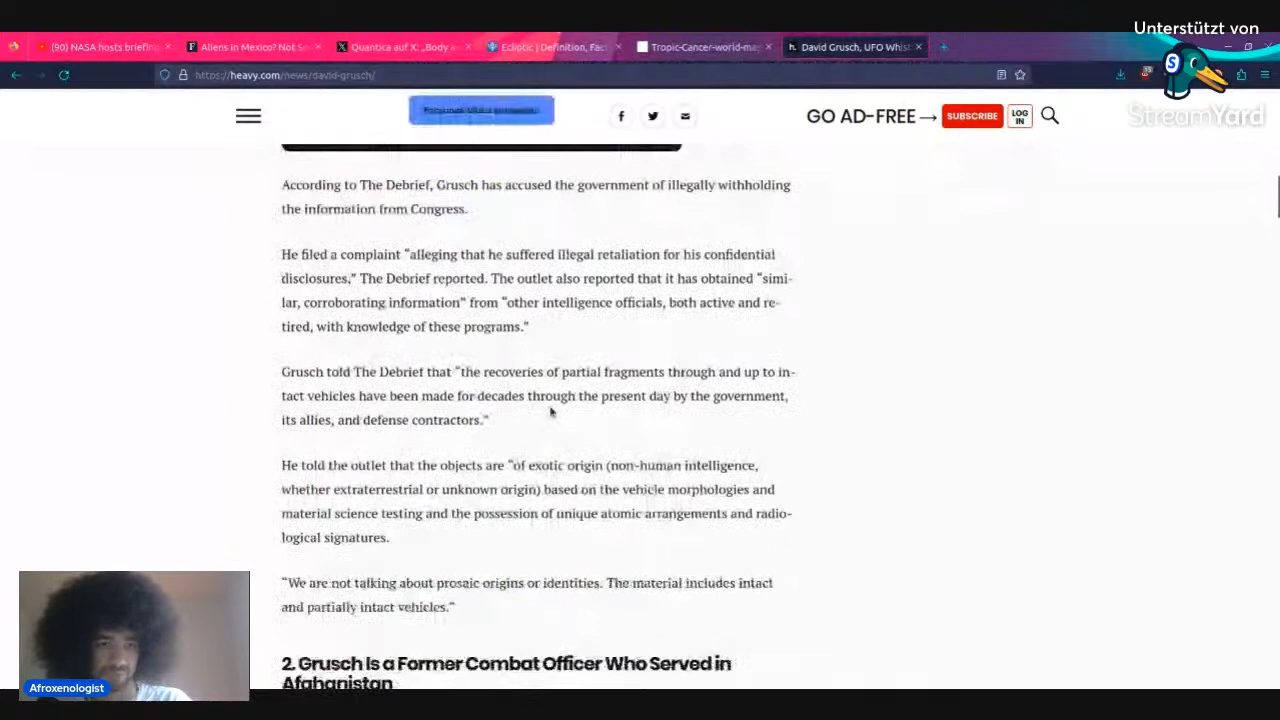 Unterstützt von
StreamYard
(90) NASA hosts briefing
Aliens in Mexico? Not So
Quantica auf X: „Body a
Ecliptic | Definition, Fac
Tropic-Cancer-world-ma
h. David Grusch, UFO Whist
https://heavy.com/news/david-grusch/
GO AD-FREE →
SUBSCRIBE
LOG IN
According to The Debrief, Grusch has accused the government of illegally withholding
the information from Congress.
He filed a complaint “alleging that he suffered illegal retaliation for his confidential
disclosures,” The Debrief reported. The outlet also reported that it has obtained “simi-
lar, corroborating information” from “other intelligence officials, both active and re-
tired, with knowledge of these programs.”
Grusch told The Debrief that “the recoveries of partial fragments through and up to in-
tact vehicles have been made for decades through the present day by the government,
its allies, and defense contractors.”
He told the outlet that the objects are “of exotic origin (non-human intelligence,
whether extraterrestrial or unknown origin) based on the vehicle morphologies and
material science testing and the possession of unique atomic arrangements and radio-
logical signatures.
“We are not talking about prosaic origins or identities. The material includes intact
and partially intact vehicles.”
2. Grusch Is a Former Combat Officer Who Served in
Afghanistan
Afroxenologist